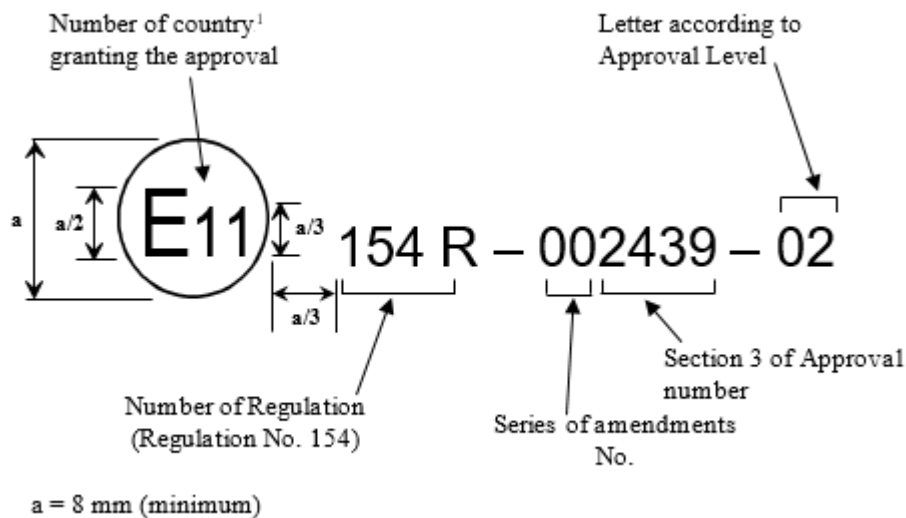 Number of country¹
granting the approval
Letter according to
Approval Level
a
a/2
E11
a/3
a/3
154 R – 002439 – 02
Number of Regulation
(Regulation No. 154)
Series of amendments
No.
Section 3 of Approval
number
a = 8 mm (minimum)